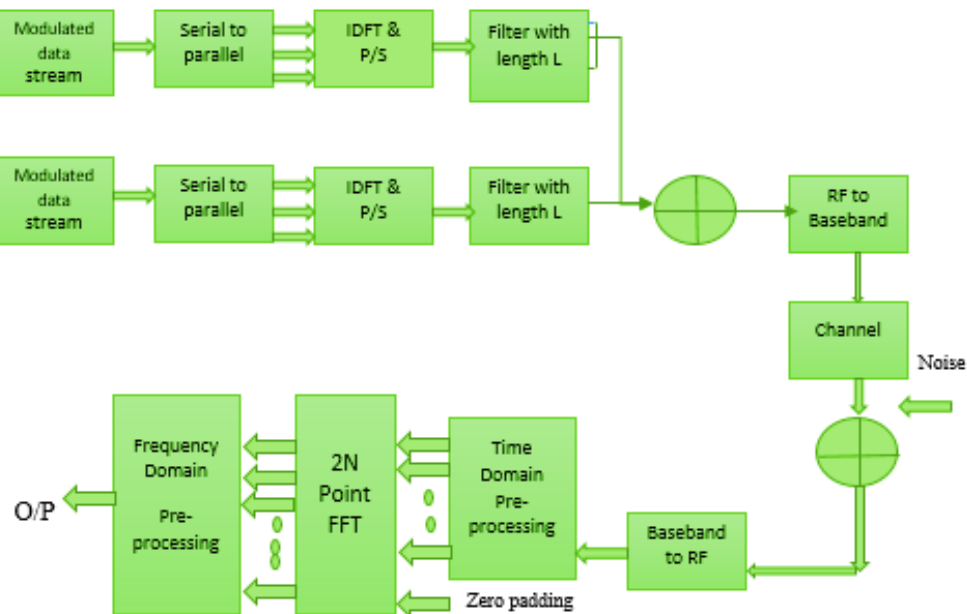 Modulated
data
stream
Serial to
parallel
IDFT &
P/S
Filter with
length L
Modulated
data
stream
Serial to
parallel
IDFT &
P/S
Filter with
length L
RF to
Baseband
Channel
Noise
Baseband
to RF
Time
Domain
Pre-
processing
Zero padding
2N
Point
FFT
Frequency
Domain
Pre-
processing
O/P